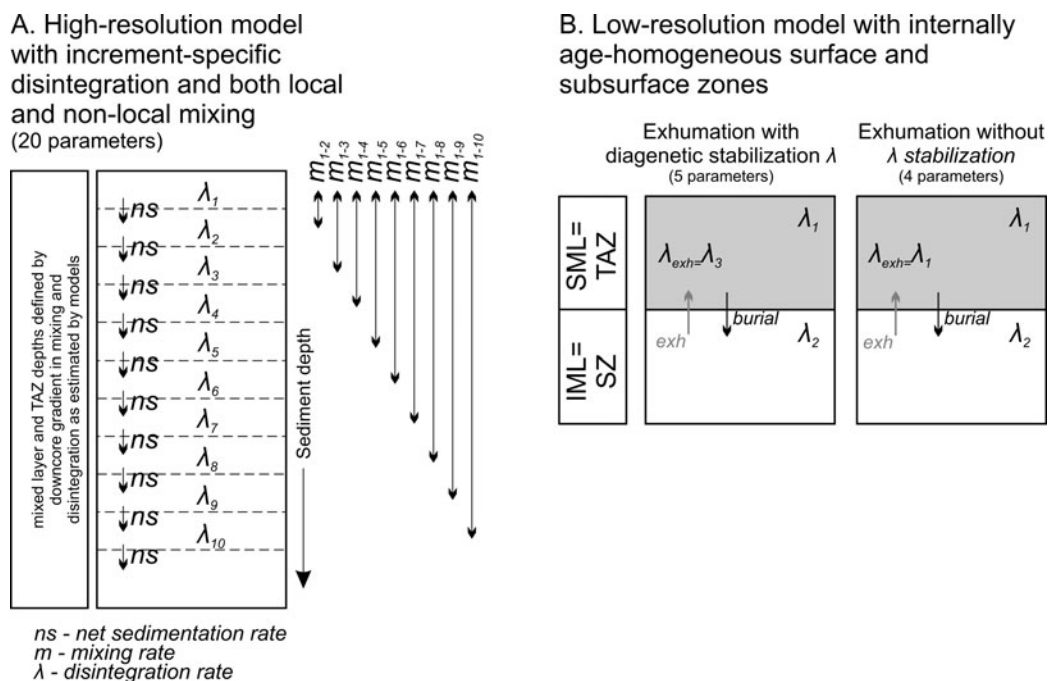 A. High-resolution model
with increment-specific
disintegration and both local
and non-local mixing
(20 parameters)
mixed layer and TAZ depths defined by
downcore gradient in mixing and
disintegration as estimated by models
λ1
ns
λ2
ns
λ3
ns
λ4
ns
λ5
ns
λ6
ns
λ7
ns
λ8
ns
λ9
ns
λ10
ns
Sediment depth
m1-2
m1-3
m1-4
m1-5
m1-6
m1-7
m1-8
m1-9
m1-10
ns - net sedimentation rate
m - mixing rate
λ - disintegration rate
B. Low-resolution model with internally
age-homogeneous surface and
subsurface zones
Exhumation with
diagenetic stabilization λ
(5 parameters)
Exhumation without
λ stabilization
(4 parameters)
SML=
TAZ
IML=
SZ
λ1
λexh=λ3
burial
exh
λ2
λ1
λexh=λ1
burial
exh
λ2